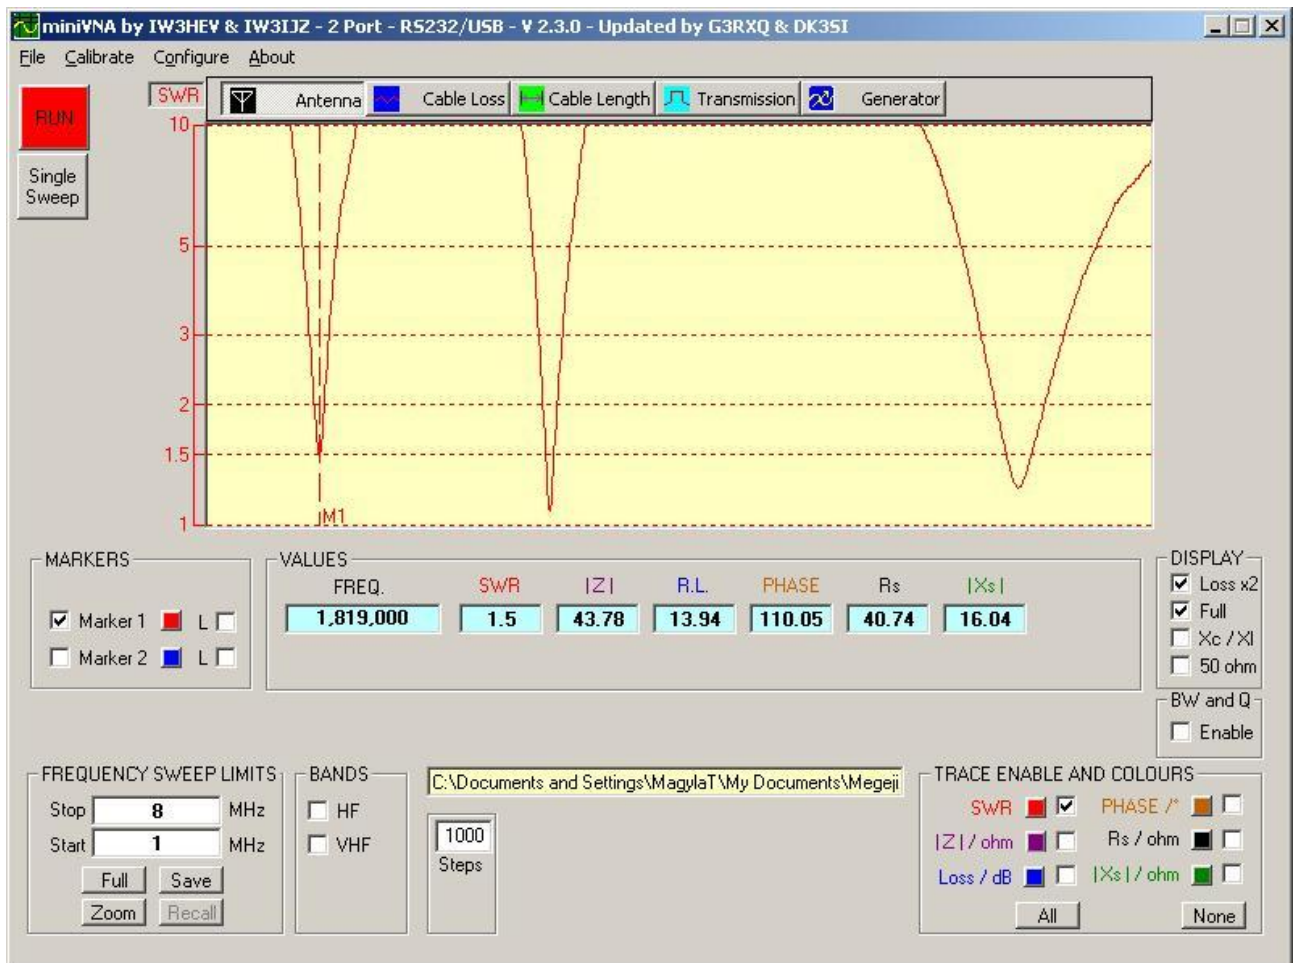 miniVNA by IW3HEV & IW3IJZ - 2 Port - RS232/USB - V 2.3.0 - Updated by G3RXQ & DK3SI
File Calibrate Configure About
RUN
Single
Sweep
SWR Antenna Cable Loss Cable Length Transmission Generator
10
5
3
2
1.5
1
M1
MARKERS
Marker 1 L
Marker 2 L
VALUES
FREQ. SWR |Z| R.L. PHASE Rs |Xs|
1,819,000 1.5 43.78 13.94 110.05 40.74 16.04
DISPLAY
Loss x2
Full
Xc / Xl
50 ohm
BW and Q
Enable
FREQUENCY SWEEP LIMITS
Stop 8 MHz
Start 1 MHz
Full Save
Zoom Recall
BANDS
HF
VHF
C:\Documents and Settings\MagylaT\My Documents\Megeji
1000
Steps
TRACE ENABLE AND COLOURS
SWR PHASE /°
|Z| / ohm Rs / ohm
Loss / dB |Xs| / ohm
All None